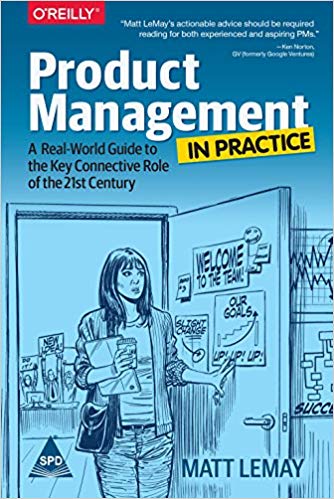 O'REILLY®
"Matt LeMay's actionable advice should be required
reading for both experienced and aspiring PMs."
—Ken Norton,
GV (formerly Google Ventures)
Product
Management
IN PRACTICE
A Real-World Guide to
the Key Connective Role
of the 21st Century
WELCOME
TO THE TEAM!
OUR
GOALS
SLIGHT
CHANGE
UP! UP! UP!
NEW
SPD
MATT LEMAY